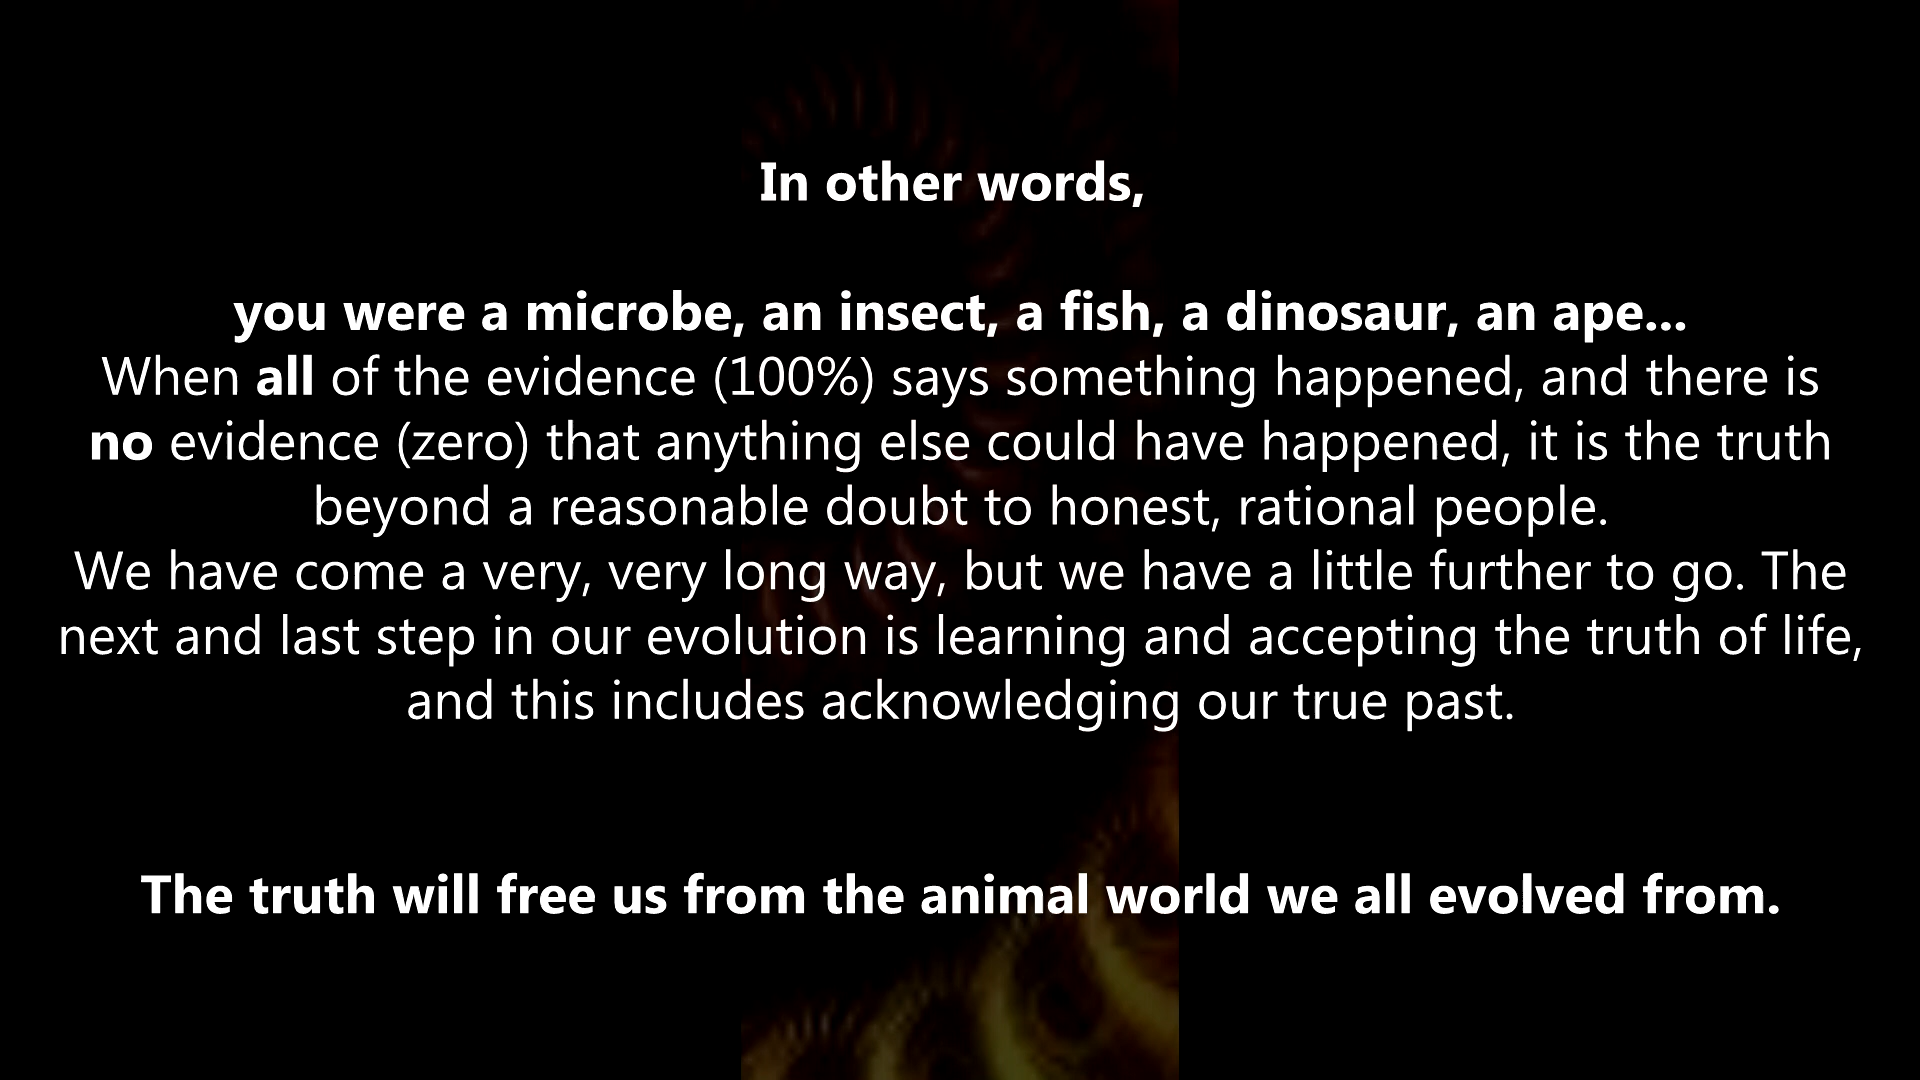 In other words,
you were a microbe, an insect, a fish, a dinosaur, an ape...
When all of the evidence (100%) says something happened, and there is
no evidence (zero) that anything else could have happened, it is the truth
beyond a reasonable doubt to honest, rational people.
We have come a very, very long way, but we have a little further to go. The
next and last step in our evolution is learning and accepting the truth of life,
and this includes acknowledging our true past.
The truth will free us from the animal world we all evolved from.